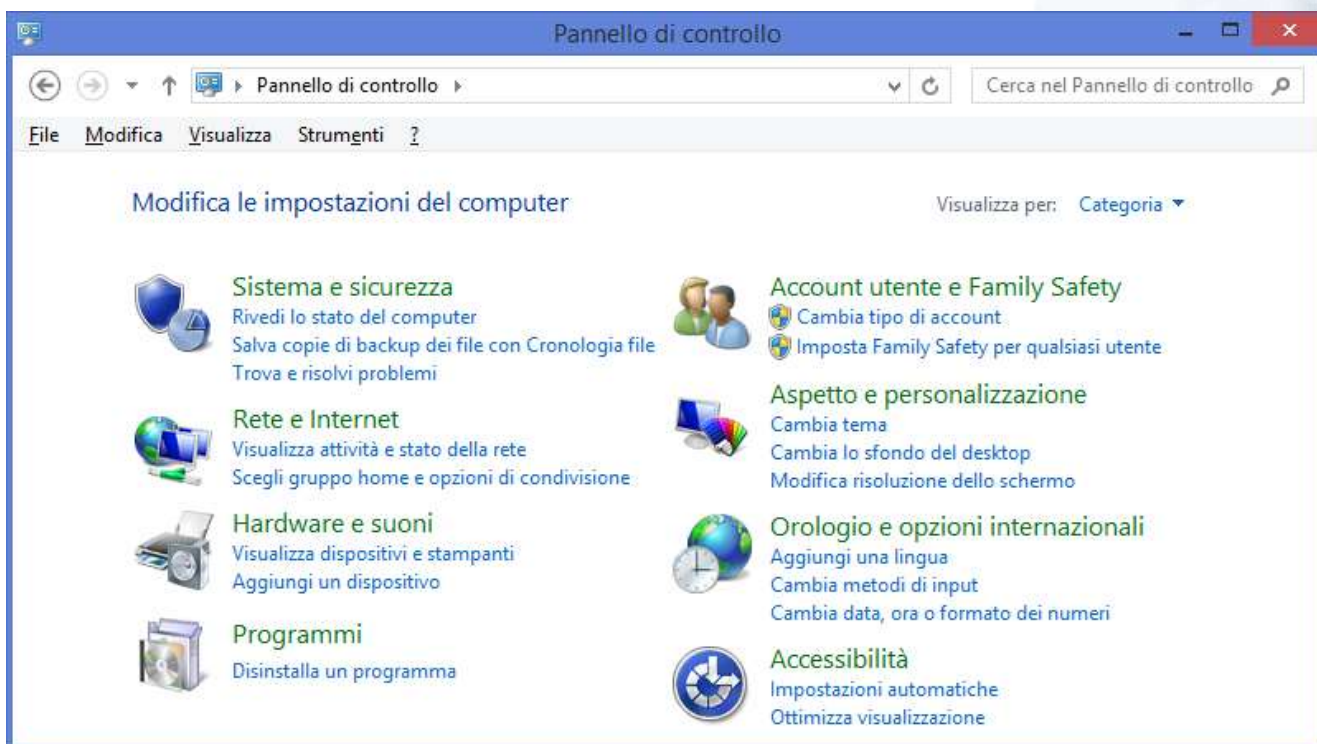 Pannello di controllo
Pannello di controllo
Cerca nel Pannello di controllo
File Modifica Visualizza Strumenti ?
Modifica le impostazioni del computer
Visualizza per: Categoria
Sistema e sicurezza
Rivedi lo stato del computer
Salva copie di backup dei file con Cronologia file
Trova e risolvi problemi
Rete e Internet
Visualizza attività e stato della rete
Scegli gruppo home e opzioni di condivisione
Hardware e suoni
Visualizza dispositivi e stampanti
Aggiungi un dispositivo
Programmi
Disinstalla un programma
Account utente e Family Safety
Cambia tipo di account
Imposta Family Safety per qualsiasi utente
Aspetto e personalizzazione
Cambia tema
Cambia lo sfondo del desktop
Modifica risoluzione dello schermo
Orologio e opzioni internazionali
Aggiungi una lingua
Cambia metodi di input
Cambia data, ora o formato dei numeri
Accessibilità
Impostazioni automatiche
Ottimizza visualizzazione